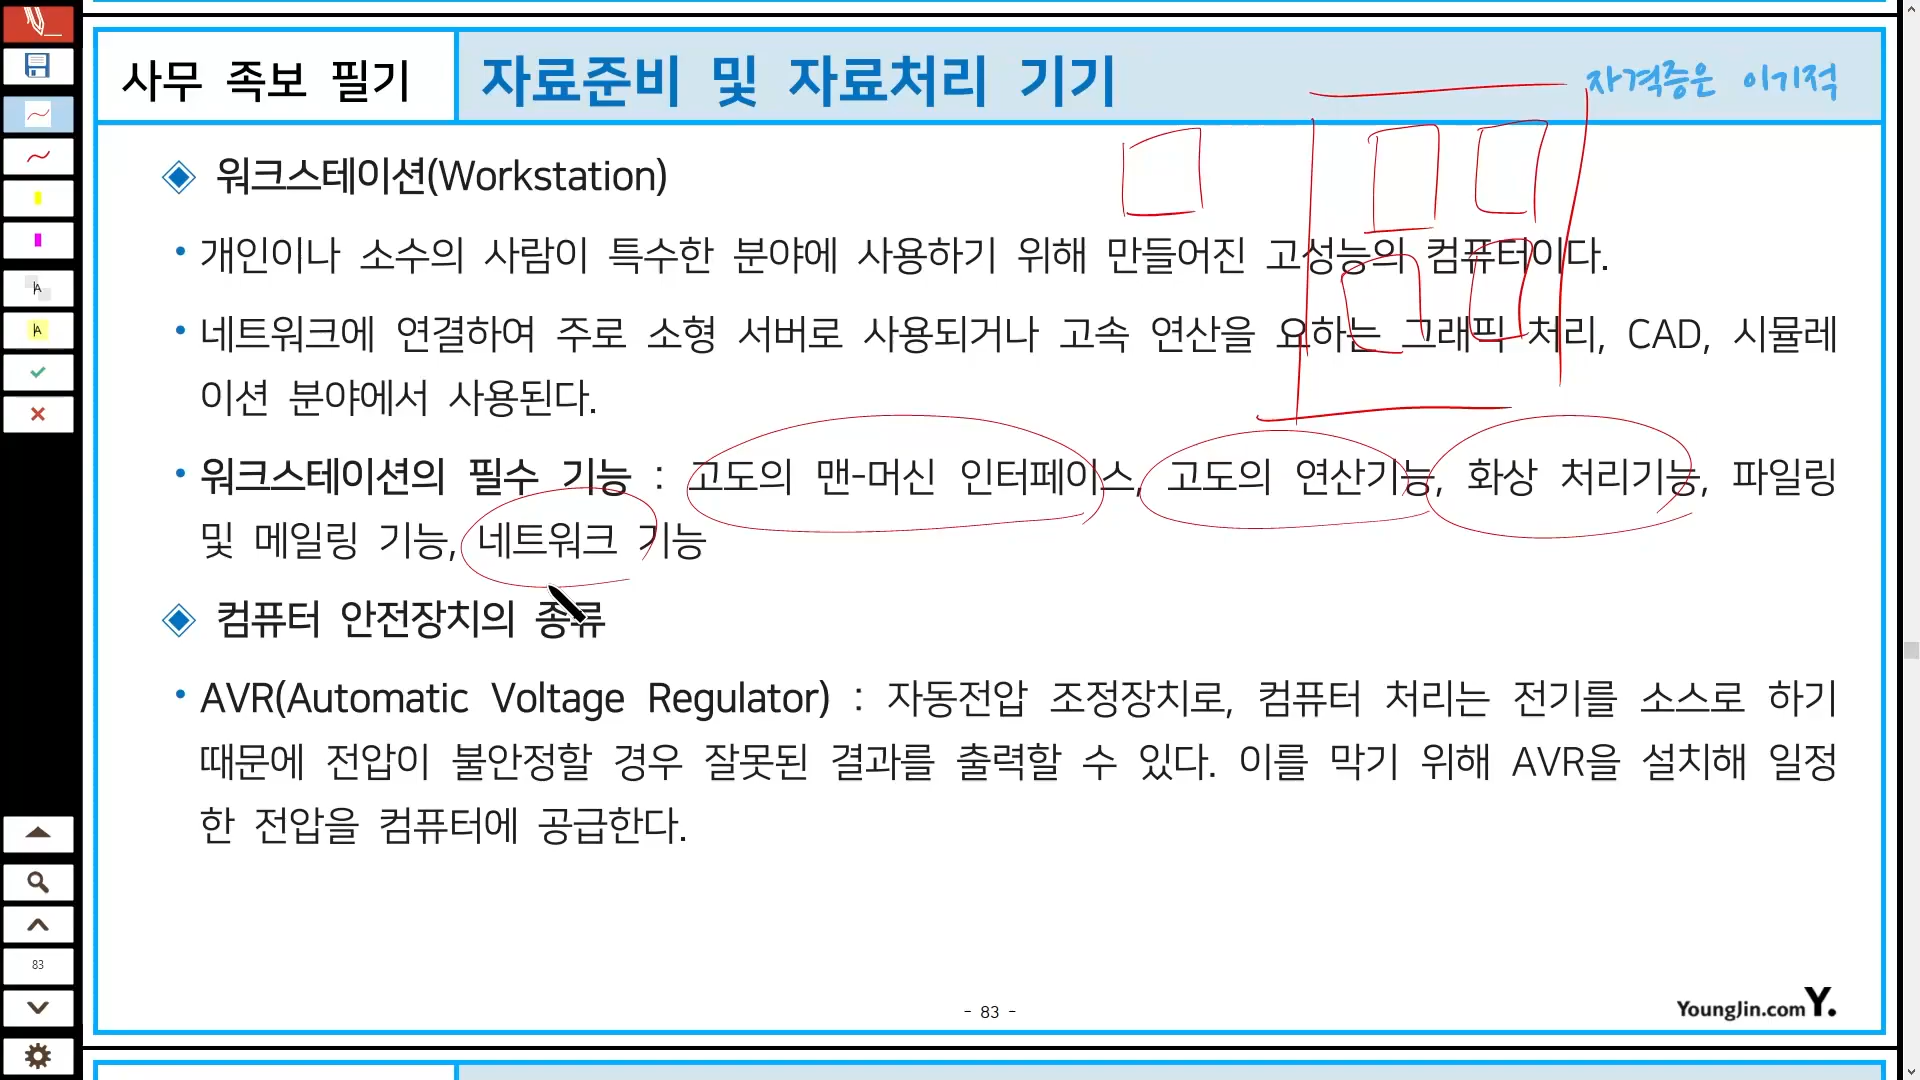 사무 족보 필기
자료준비 및 자료처리 기기
자격증은 이기적
워크스테이션(Workstation)
• 개인이나 소수의 사람이 특수한 분야에 사용하기 위해 만들어진 고성능의 컴퓨터이다.
• 네트워크에 연결하여 주로 소형 서버로 사용되거나 고속 연산을 요하는 그래픽 처리, CAD, 시뮬레
이션 분야에서 사용된다.
• 워크스테이션의 필수 기능 : 고도의 맨-머신 인터페이스, 고도의 연산기능, 화상 처리기능, 파일링
및 메일링 기능, 네트워크 기능
컴퓨터 안전장치의 종류
• AVR(Automatic Voltage Regulator) : 자동전압 조정장치로, 컴퓨터 처리는 전기를 소스로 하기
때문에 전압이 불안정할 경우 잘못된 결과를 출력할 수 있다. 이를 막기 위해 AVR을 설치해 일정
한 전압을 컴퓨터에 공급한다.
83
- 83 -
YoungJin.com Y.